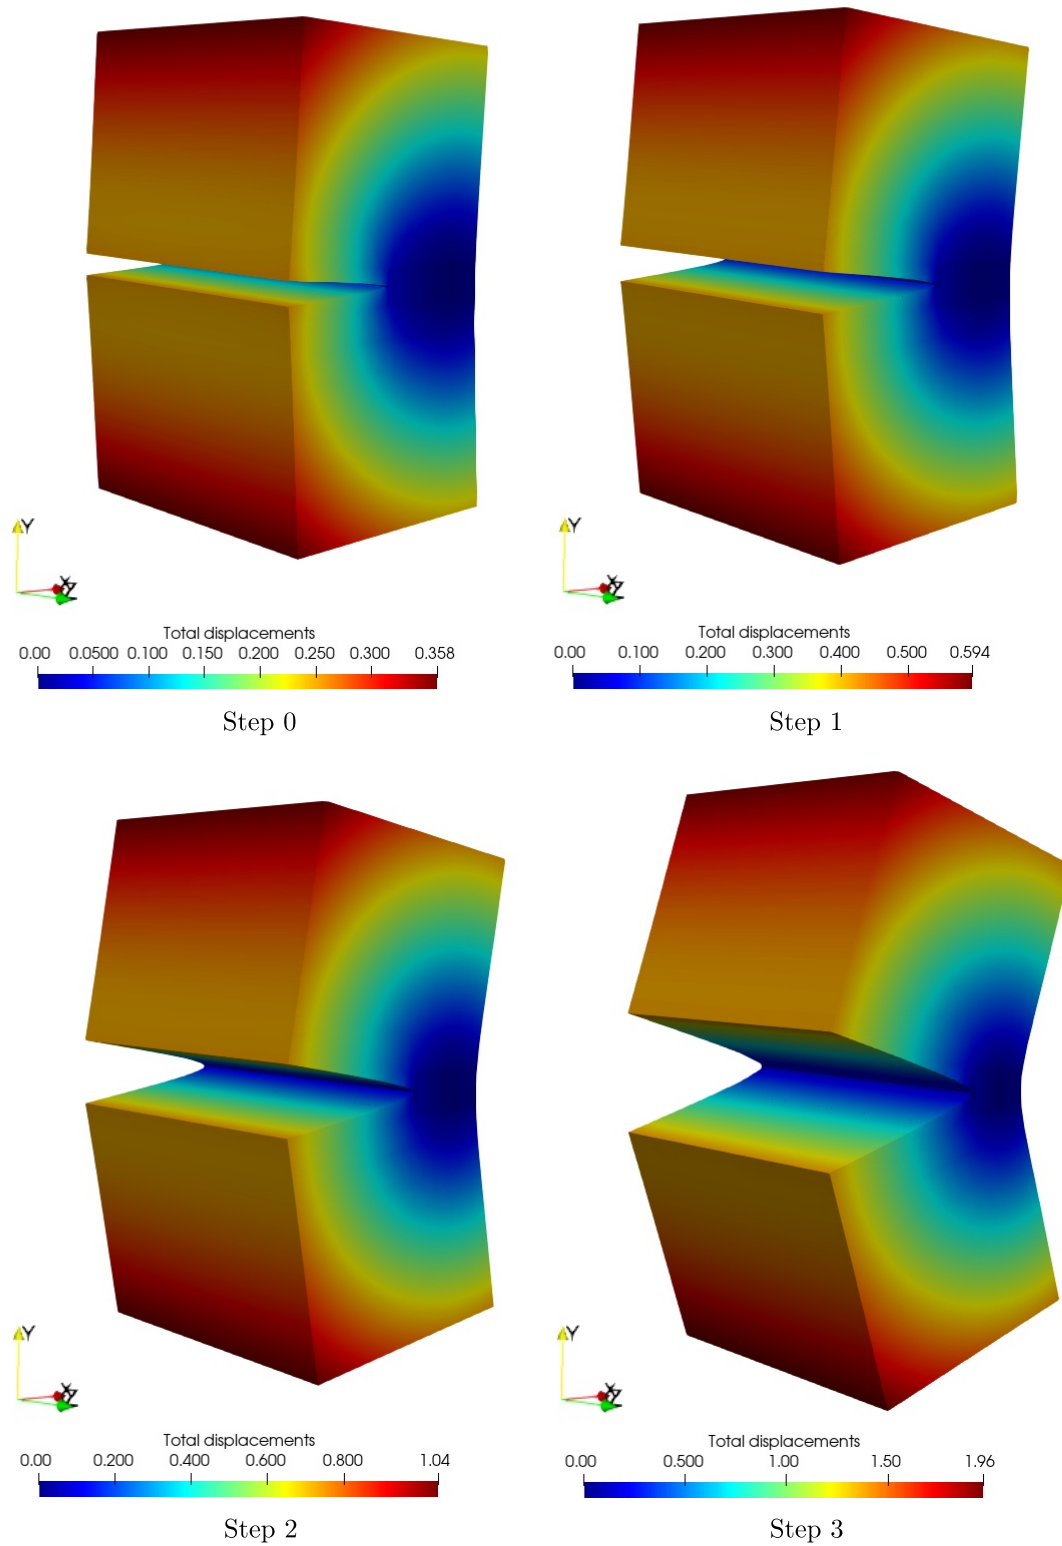 Y
X
Z
Total displacements
0.00 0.0500 0.100 0.150 0.200 0.250 0.300 0.358
Step 0
Y
X
Z
Total displacements
0.00 0.100 0.200 0.300 0.400 0.500 0.594
Step 1
Y
X
Z
Total displacements
0.00 0.200 0.400 0.600 0.800 1.04
Step 2
Y
X
Z
Total displacements
0.00 0.500 1.00 1.50 1.96
Step 3